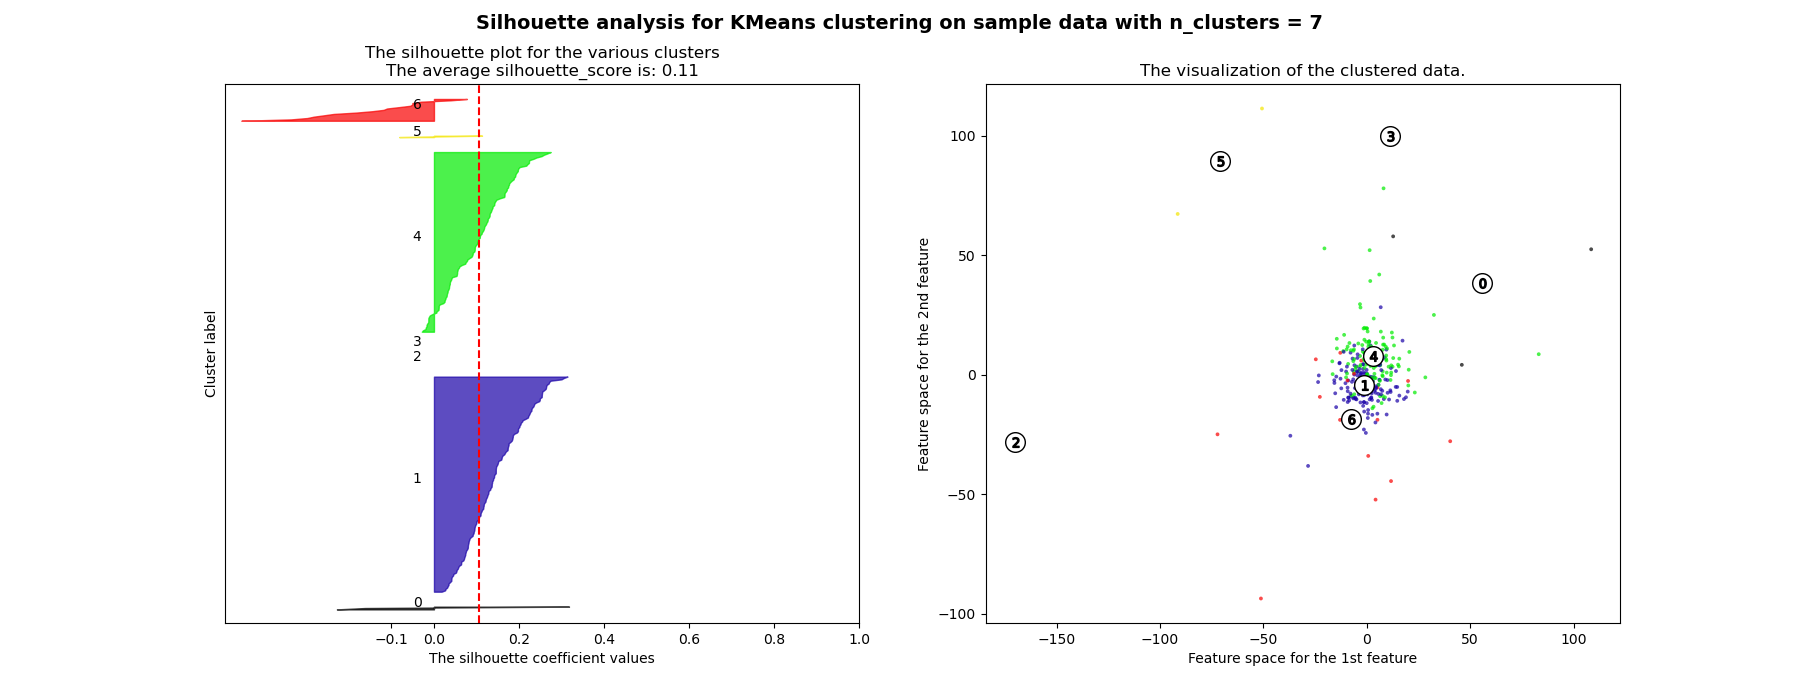 Silhouette analysis for KMeans clustering on sample data with n_clusters = 7
The silhouette plot for the various clusters
The average silhouette_score is: 0.11
6
5
4
3
2
1
0
Cluster label
−0.1 0.0 0.2 0.4 0.6 0.8 1.0
The silhouette coefficient values
The visualization of the clustered data.
100
50
0
−50
−100
Feature space for the 2nd feature
3
5
0
4
1
6
2
−150 −100 −50 0 50 100
Feature space for the 1st feature